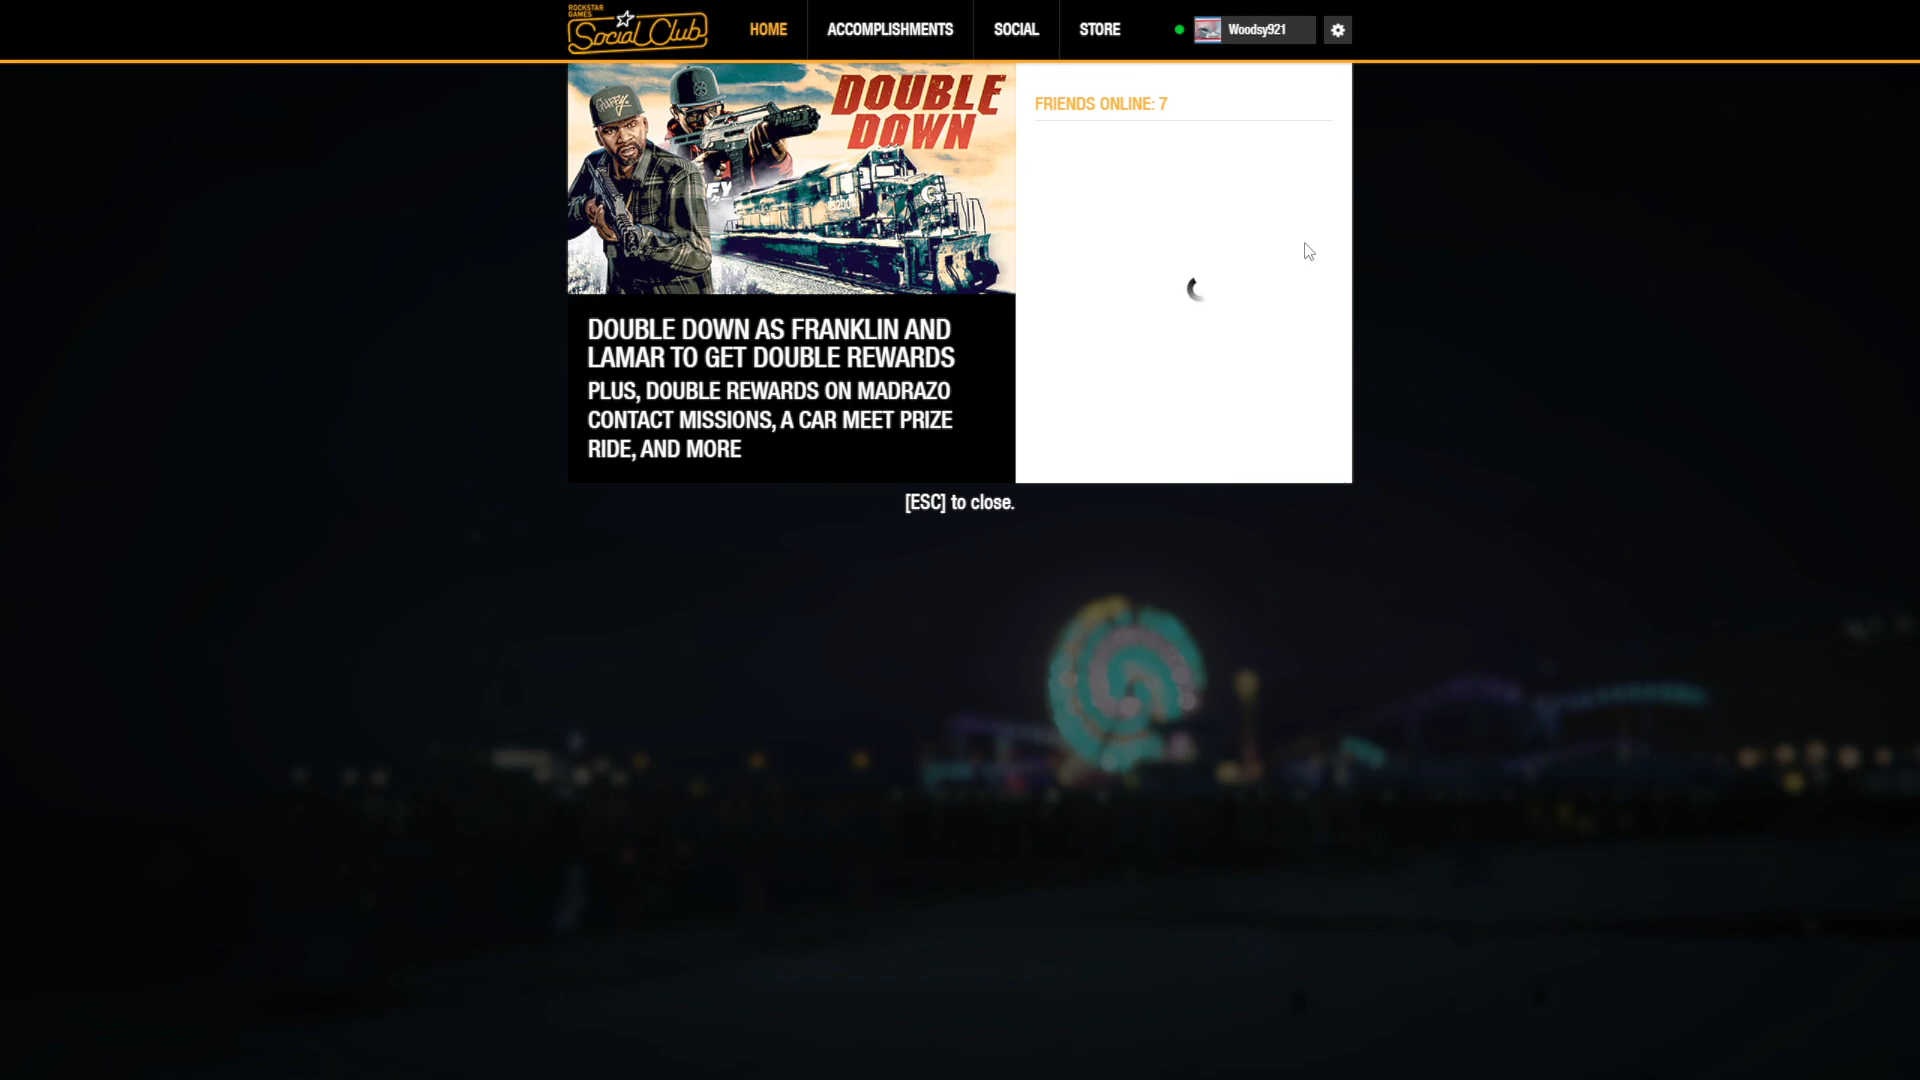 ROCKSTAR
GAMES
Social Club
HOME
ACCOMPLISHMENTS
SOCIAL
STORE
Woodsy921
DOUBLE
DOWN
FRIENDS ONLINE: 7
DOUBLE DOWN AS FRANKLIN AND
LAMAR TO GET DOUBLE REWARDS
PLUS, DOUBLE REWARDS ON MADRAZO
CONTACT MISSIONS, A CAR MEET PRIZE
RIDE, AND MORE
[ESC] to close.